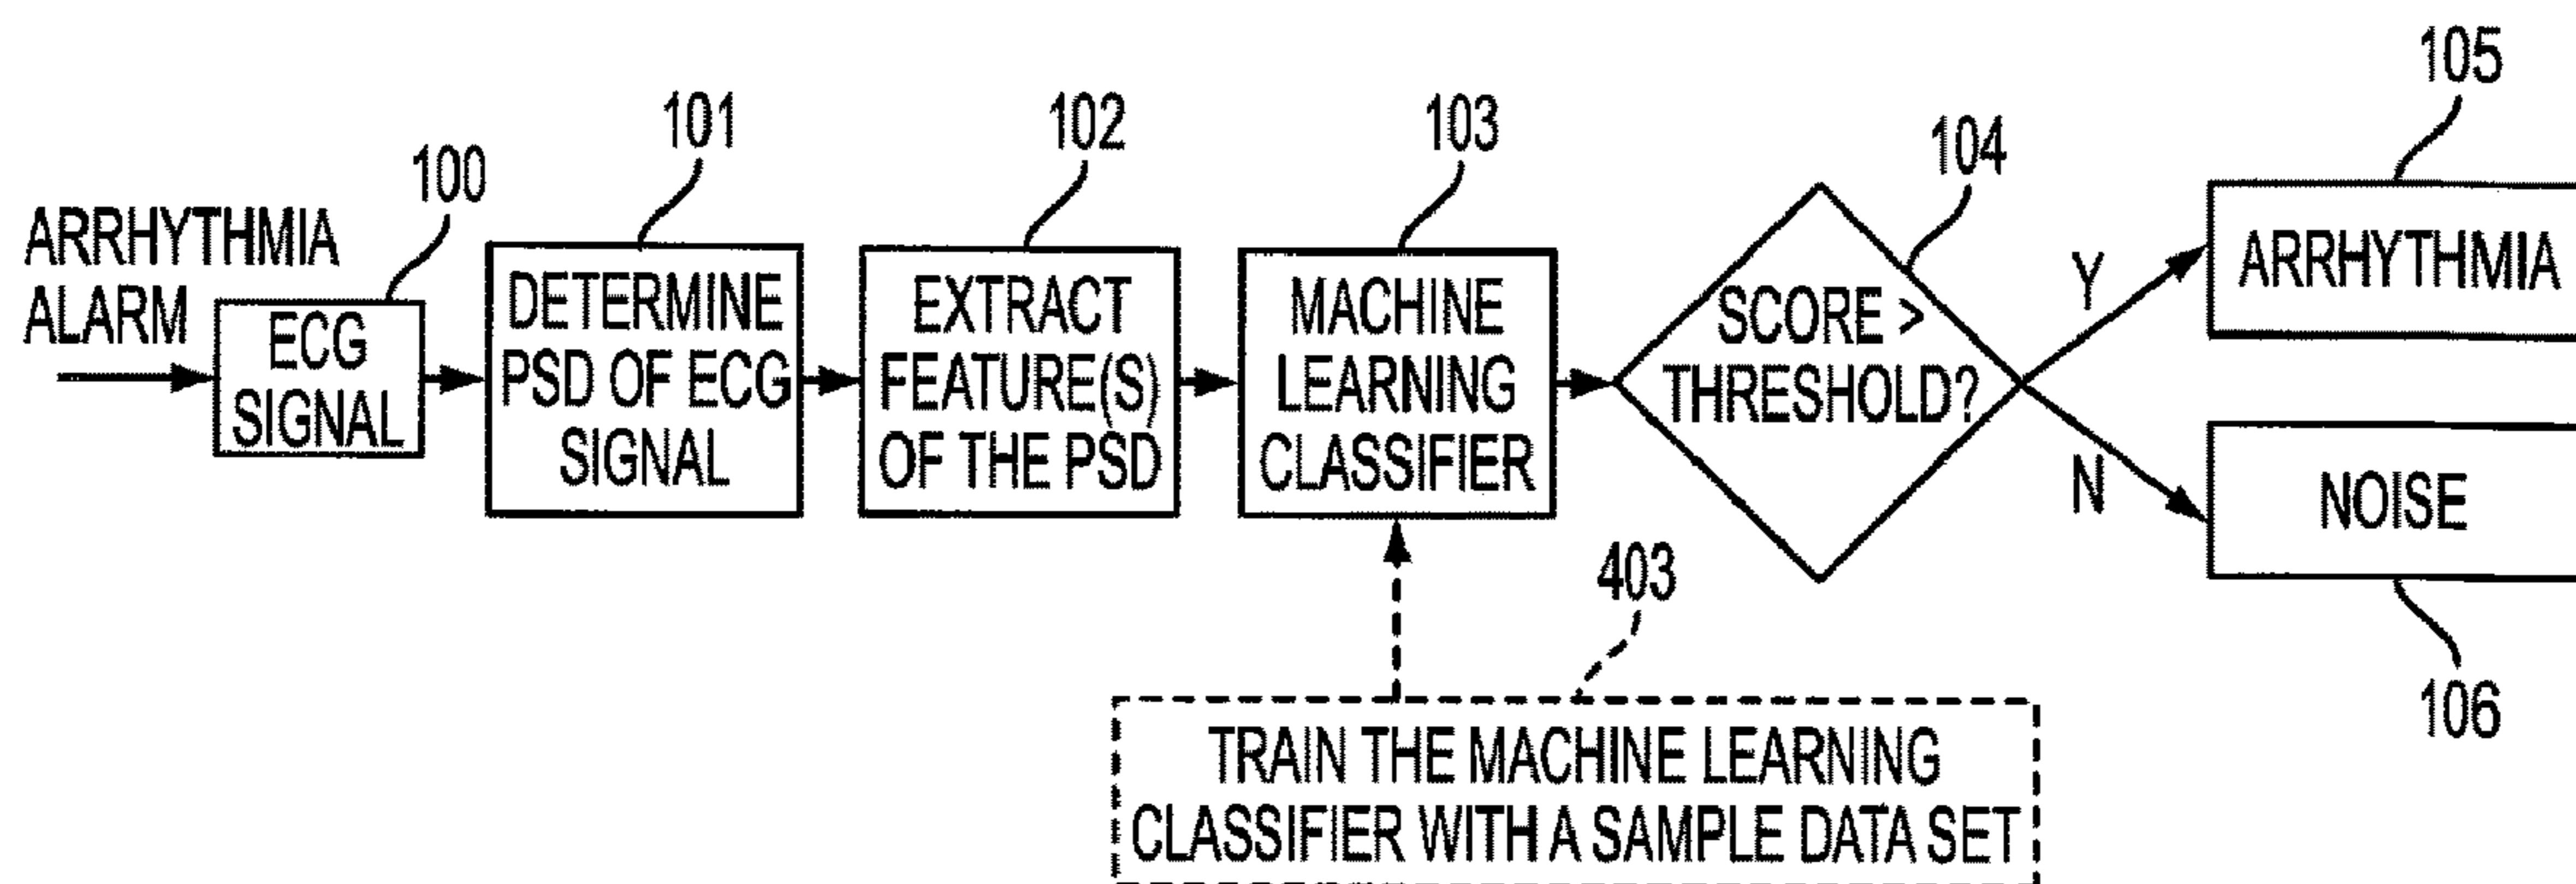 105
101
102
103
104
100
ARRHYTHMIA
ALARM
ECG
SIGNAL
DETERMINE
PSD OF ECG
SIGNAL
EXTRACT
FEATURE(S)
OF THE PSD
MACHINE
LEARNING
CLASSIFIER
SCORE >
THRESHOLD?
Y
ARRHYTHMIA
N
NOISE
403
106
TRAIN THE MACHINE LEARNING
CLASSIFIER WITH A SAMPLE DATA SET